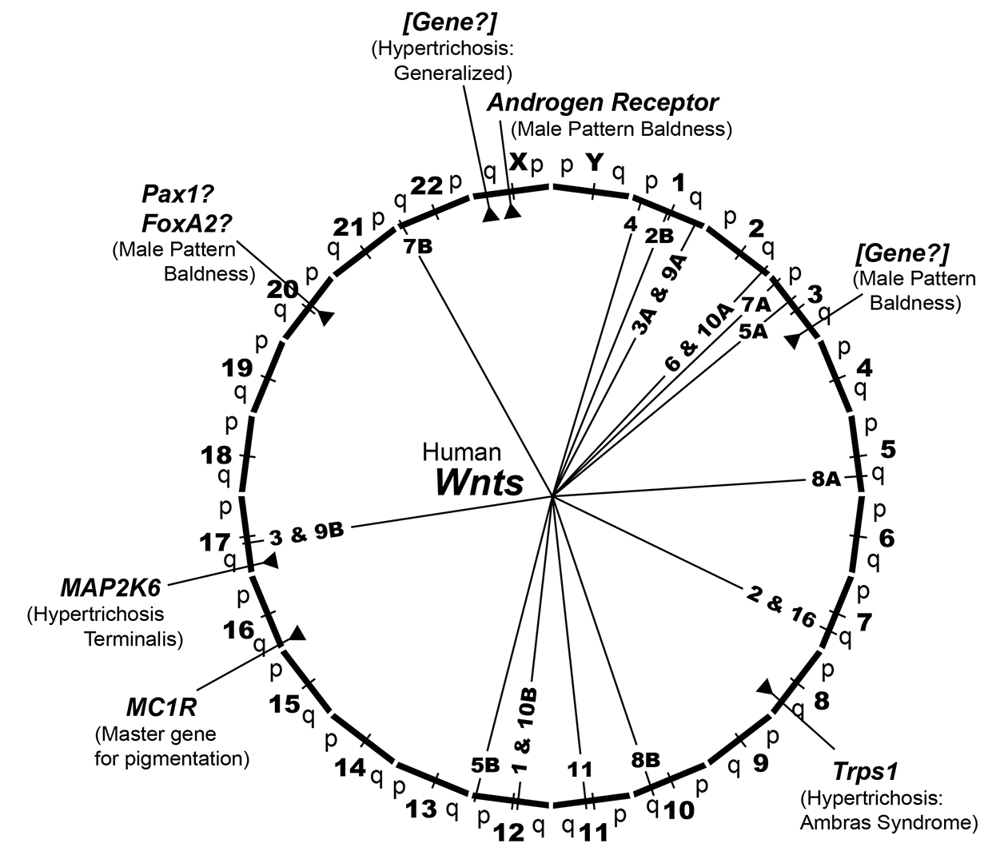 [Gene?]
(Hypertrichosis:
Generalized)
Androgen Receptor
(Male Pattern Baldness)
q X p p Y q p 1 q
p 22 q
p 2 q
Pax1?
FoxA2?
(Male Pattern
Baldness)
p 21 q
p 20 q
4
2B
3A & 9A
6 & 10A
7A
5A
7B
p 3 q
[Gene?]
(Male Pattern
Baldness)
p 19 q
p 4 q
p 18 q
p 5 q
Human
Wnts
8A
p 17 q
3 & 9B
p 6 q
MAP2K6
(Hypertrichosis
Terminalis)
2 & 16
p 7 q
p 16 q
MC1R
(Master gene
for pigmentation)
p 15 q
p 8 q
Trps1
(Hypertrichosis:
Ambras Syndrome)
5B
1 & 10B
11
8B
p 14 q
p 9 q
p 13 q
p 12 q
q 11 p
q 10 p